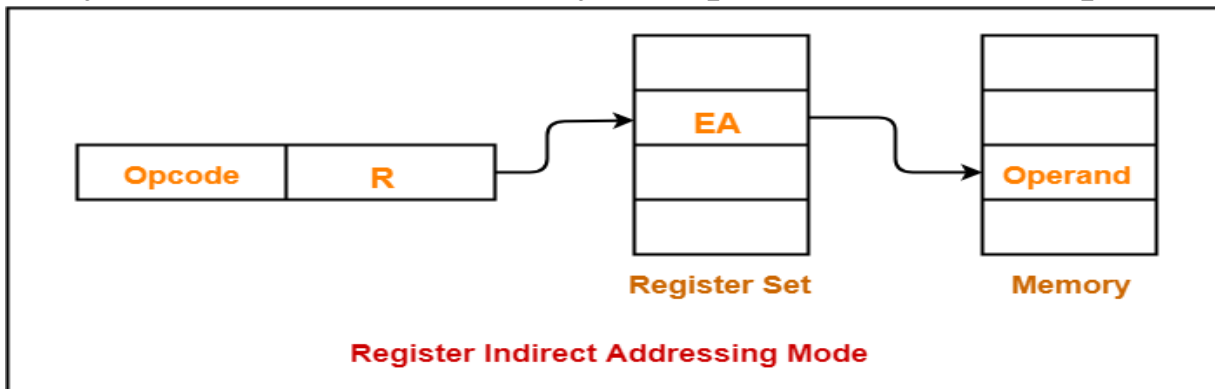 EA
Opcode
R
Operand
Register Set
Memory
Register Indirect Addressing Mode